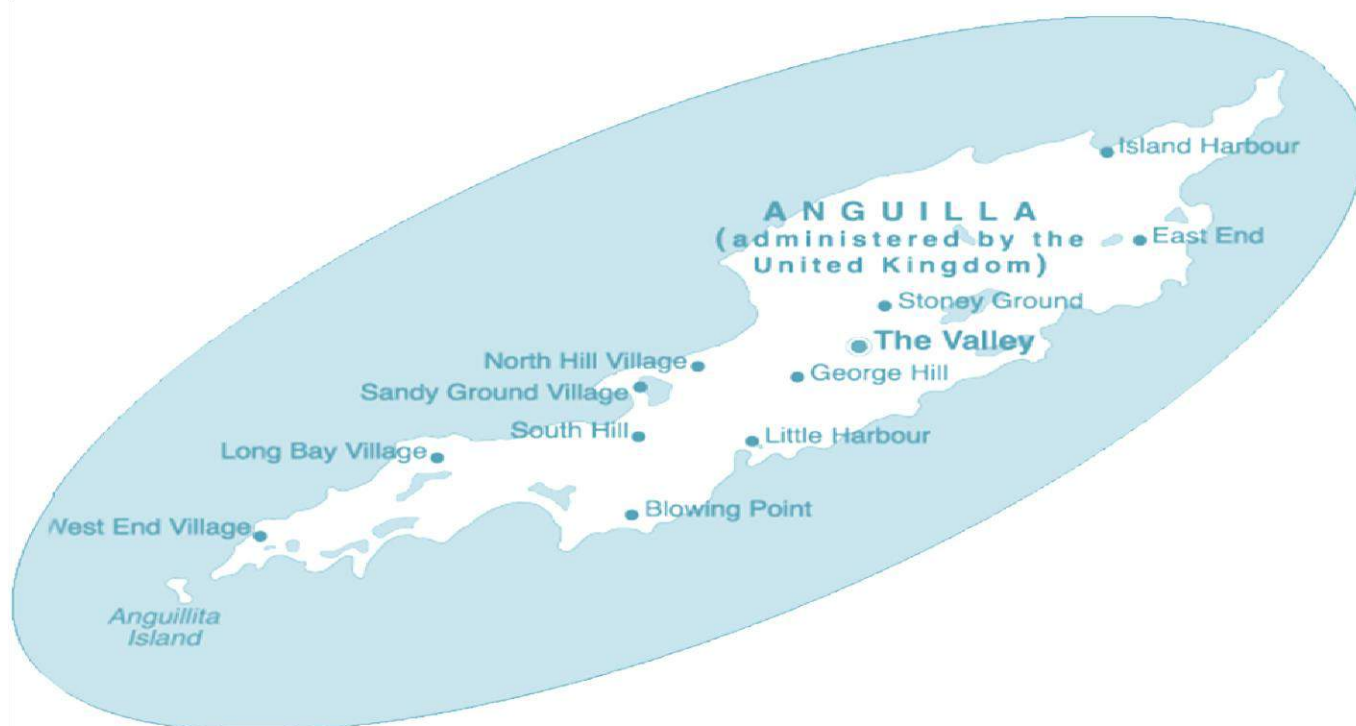 Island Harbour
ANGUILLA
(administered by the
United Kingdom)
East End
Stoney Ground
The Valley
North Hill Village
George Hill
Sandy Ground Village
South Hill
Little Harbour
Long Bay Village
Blowing Point
West End Village
Anguillita
Island